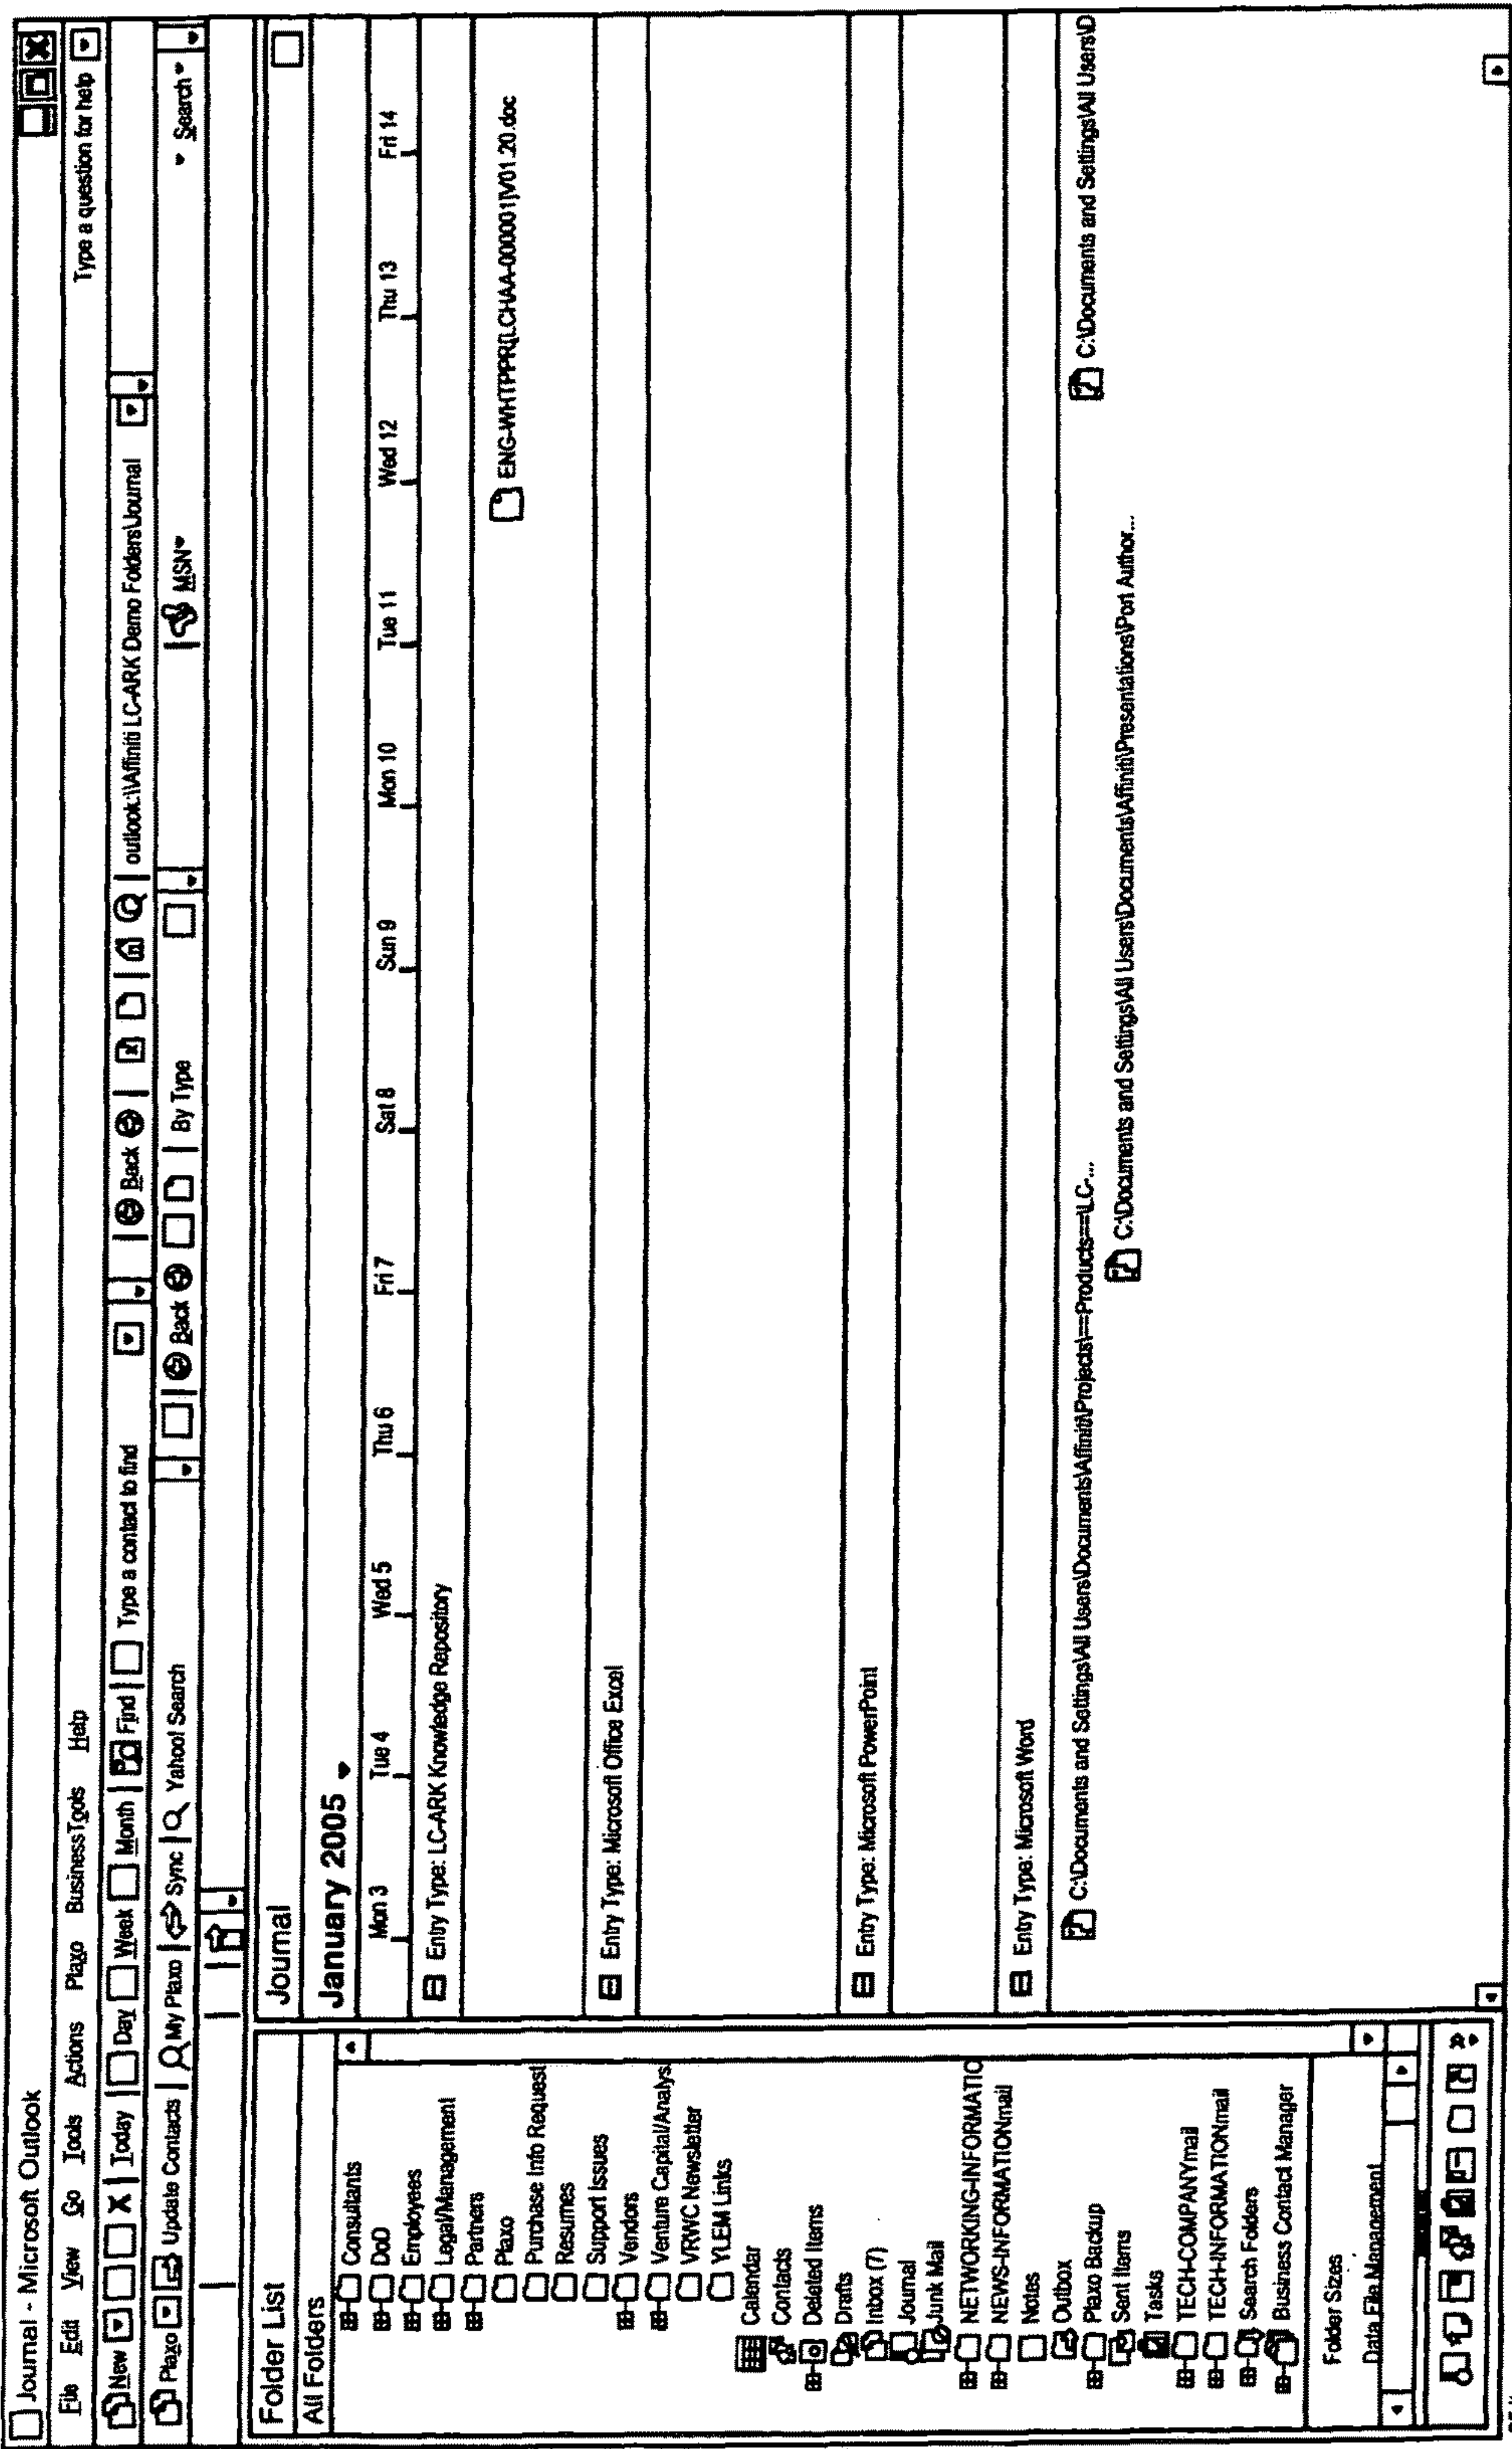 Journal - Microsoft Outlook
File Edit View Go Tools Actions Plaxo Business Tools Help Type a question for help
New X Today Day Week Month Find Type a contact to find Back outlook:\\Affiniti LC-ARK Demo Folders\Journal
Plaxo Update Contacts My Plaxo Sync Yahoo! Search Back By Type MSN Search
Folder List
All Folders
Consultants
DoD
Employees
Legal/Management
Partners
Plaxo
Purchase Info Request
Resumes
Support Issues
Vendors
Venture Capital/Analys
VRWC Newsletter
YLEM Links
Calendar
Contacts
Deleted Items
Drafts
Inbox (7)
Journal
Junk Mail
NETWORKING-INFORMATIO
NEWS-INFORMATIONmail
Notes
Outbox
Plaxo Backup
Sent Items
Tasks
TECH-COMPANYmail
TECH-INFORMATIONmail
Search Folders
Business Contact Manager
Folder Sizes
Data File Management
Journal
January 2005
Mon 3 Tue 4 Wed 5 Thu 6 Fri 7 Sat 8 Sun 9 Mon 10 Tue 11 Wed 12 Thu 13 Fri 14
Entry Type: LC-ARK Knowledge Repository
ENG-WHTPPR[LCHAA-000001]V01.20.doc
Entry Type: Microsoft Office Excel
Entry Type: Microsoft PowerPoint
Entry Type: Microsoft Word
C:\Documents and Settings\All Users\Documents\Affiniti\Projects\==Products==\LC-... C:\Documents and Settings\All Users\D
C:\Documents and Settings\All Users\Documents\Affiniti\Presentations\Port Author...